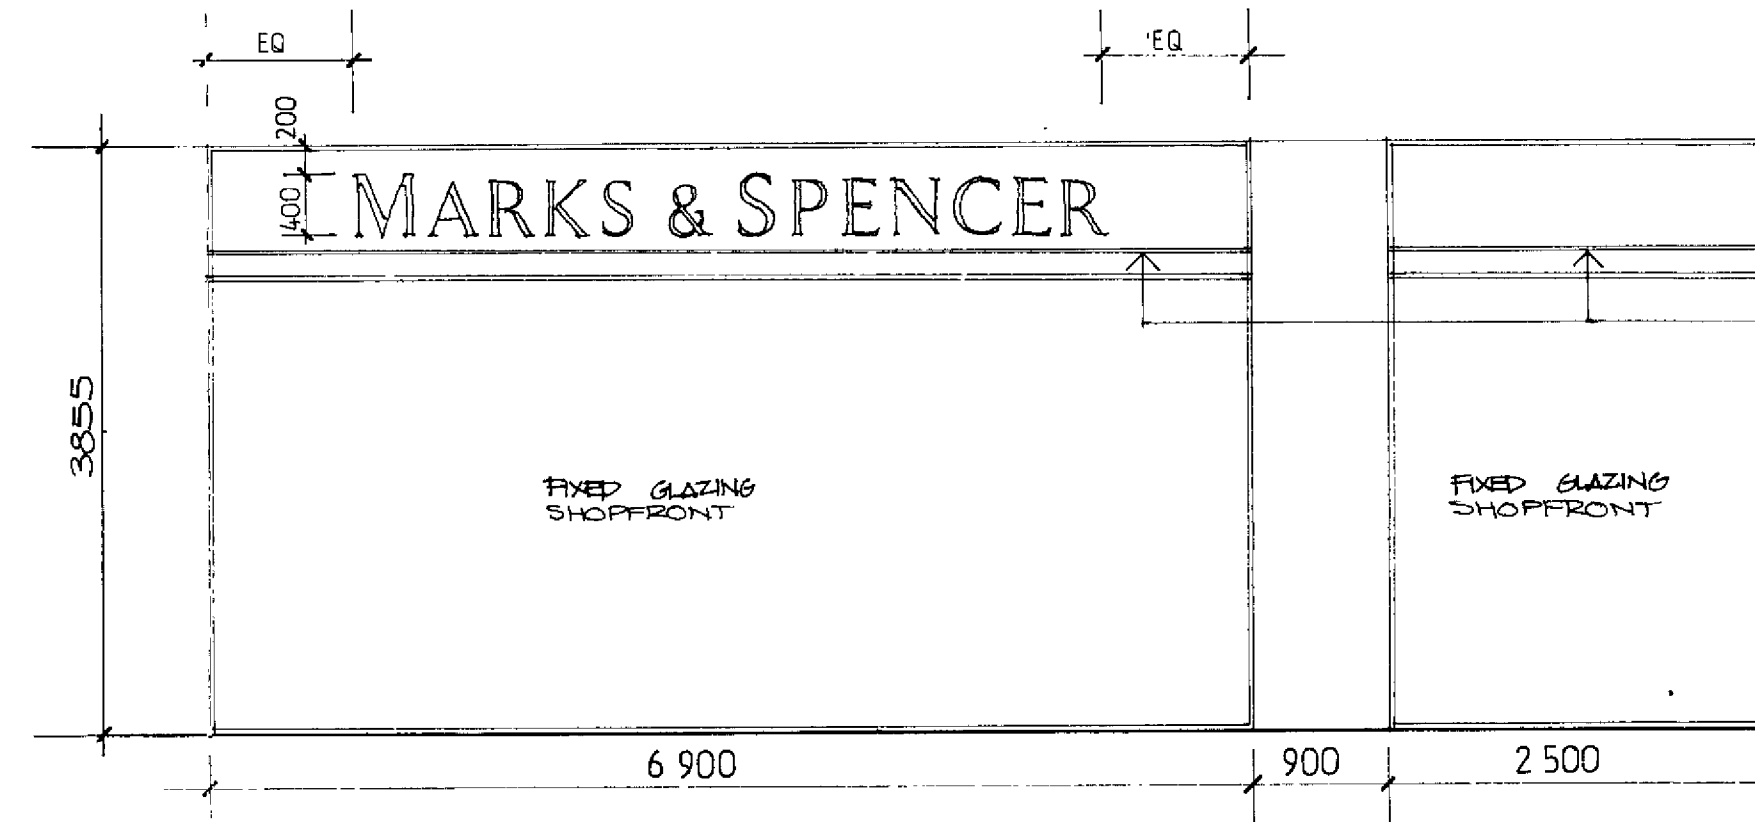 EQ
EQ
200
400
MARKS & SPENCER
3855
FIXED GLAZING
SHOPFRONT
FIXED GLAZING
SHOPFRONT
6 900
900
2 500